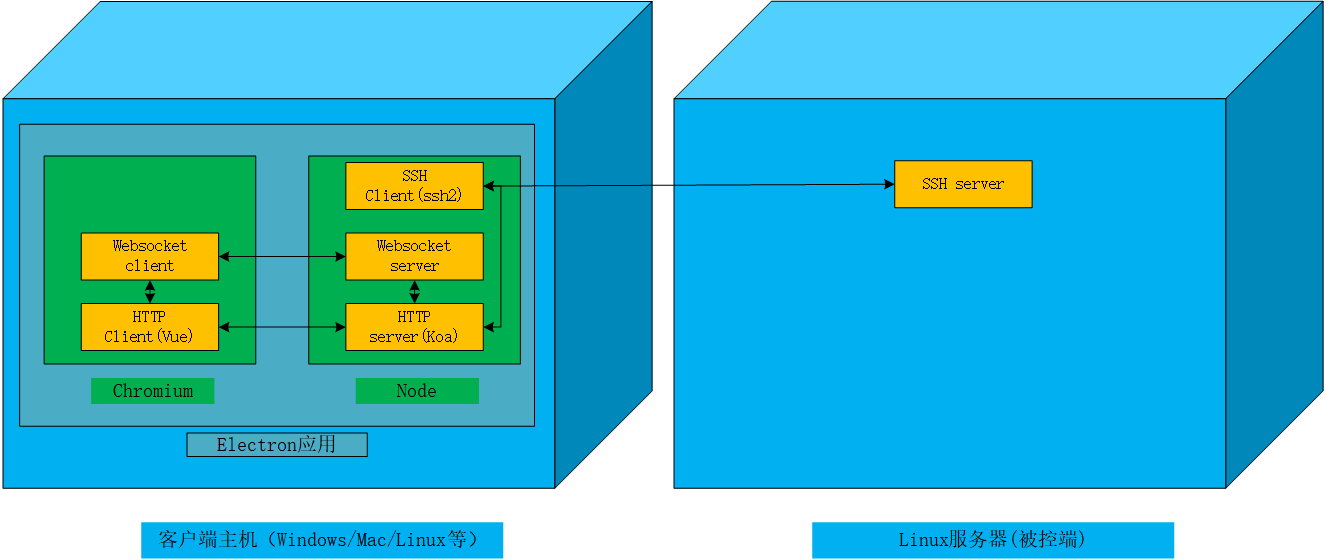 SSH
Client(ssh2)
SSH server
Websocket
client
Websocket
server
HTTP
Client(Vue)
HTTP
server(Koa)
Chromium
Node
Electron应用
客户端主机（Windows/Mac/Linux等）
Linux服务器(被控端)